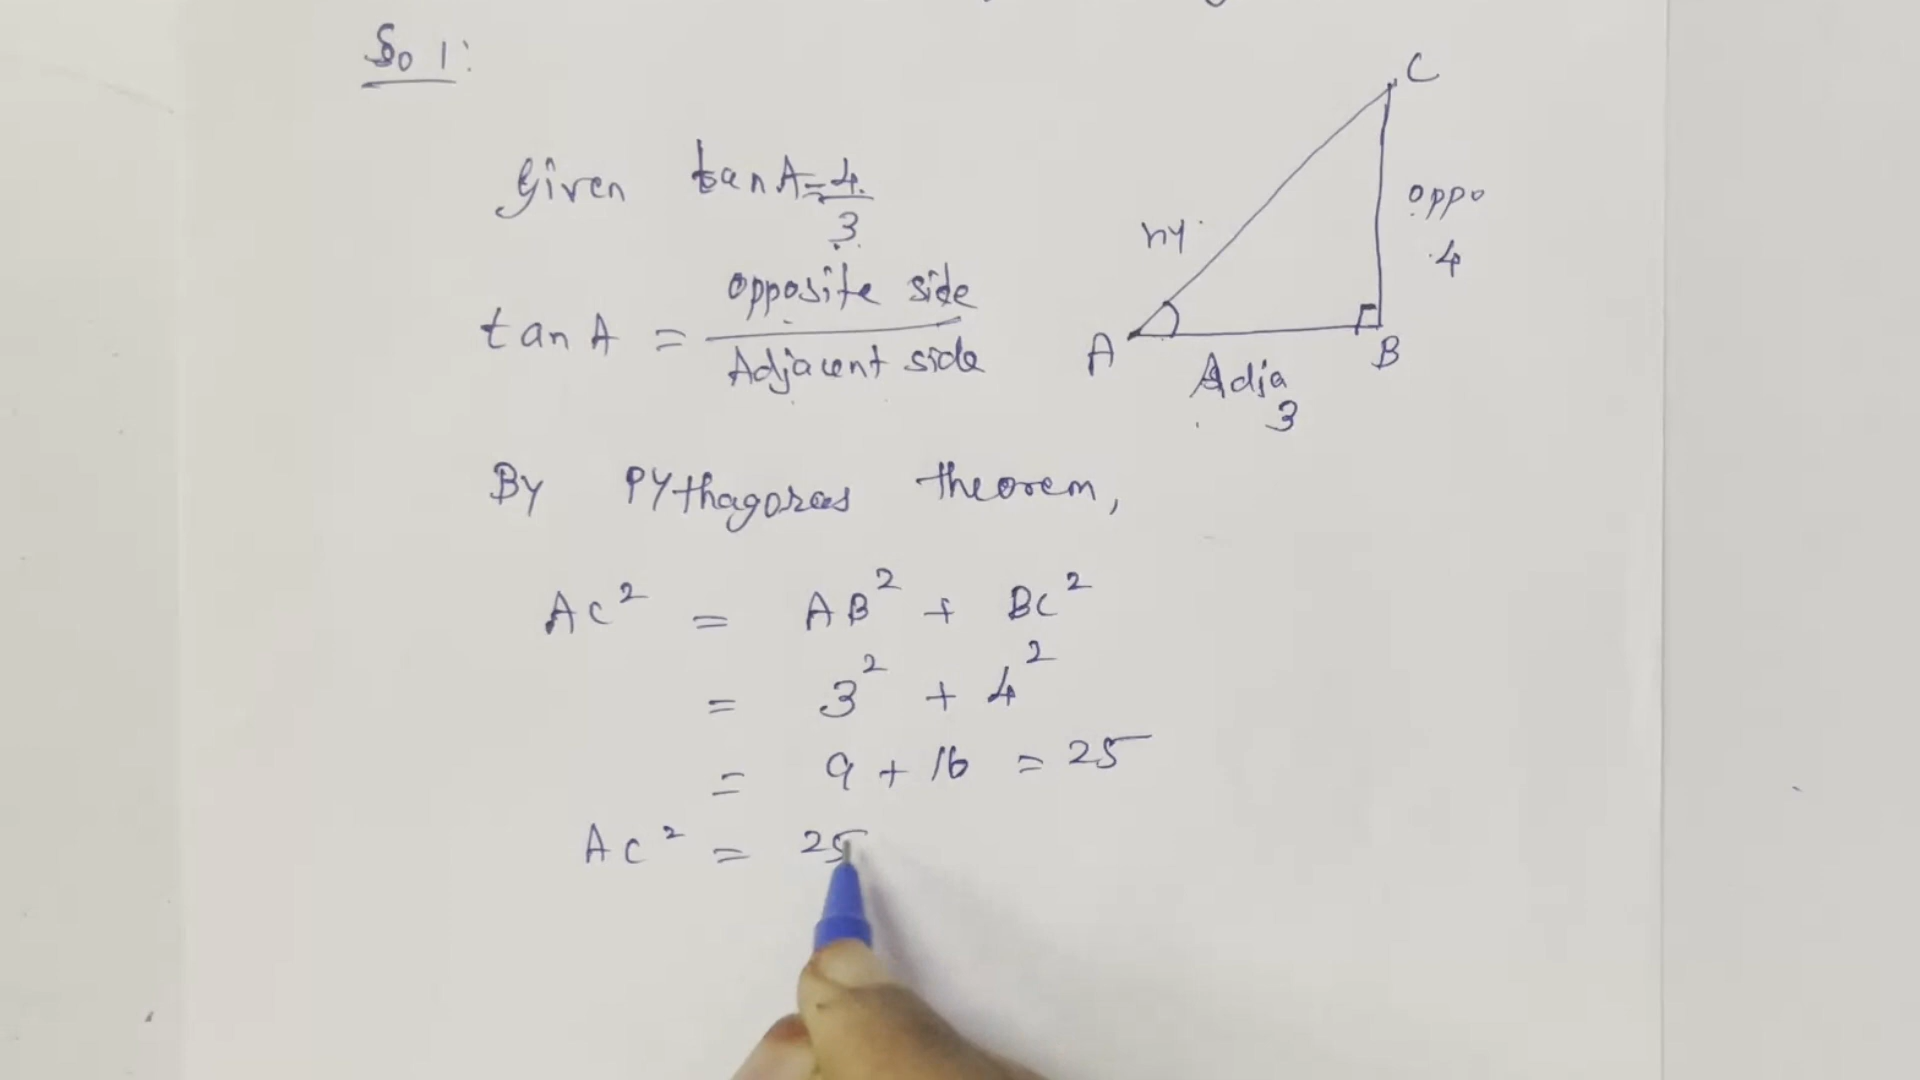 Sol:
Given tan A = 4/3
tan A = opposite side / Adjacent side
C
hy.
oppo
4
A
B
Adja
3
By PYthagoras theorem,
AC² = AB² + BC²
= 3² + 4²
= 9 + 16 = 25
AC² = 25